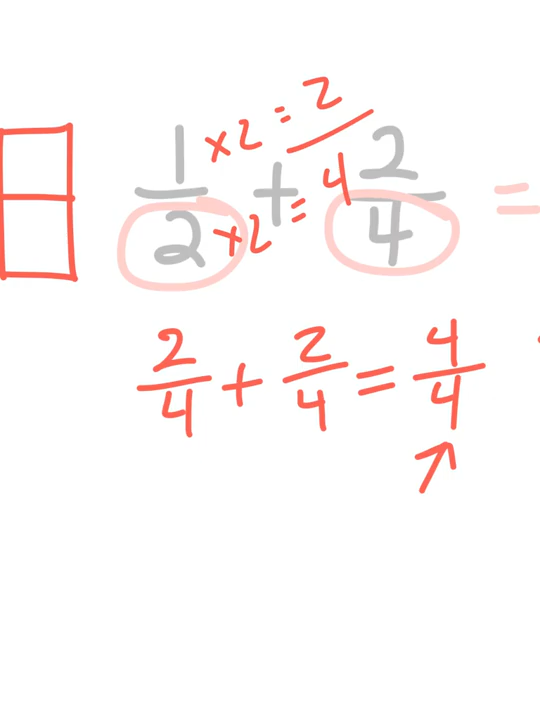 1/2 ×2 = 2/4 + 2/4 =
×2 =
2/4 + 2/4 = 4/4